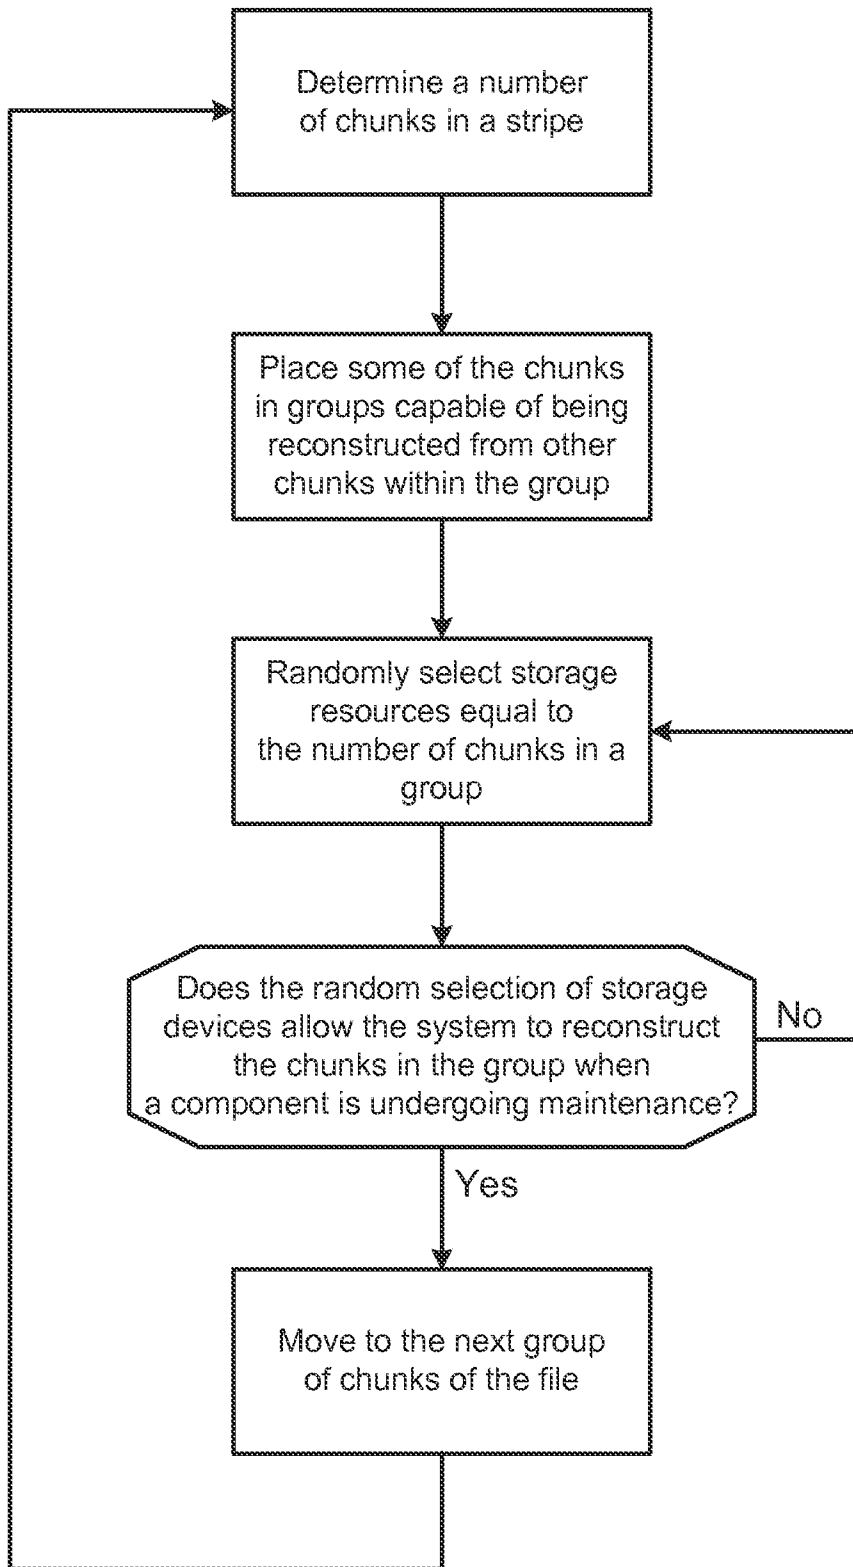 Determine a number
of chunks in a stripe
Place some of the chunks
in groups capable of being
reconstructed from other
chunks within the group
Randomly select storage
resources equal to
the number of chunks in a
group
Does the random selection of storage
devices allow the system to reconstruct
the chunks in the group when
a component is undergoing maintenance?
No
Yes
Move to the next group
of chunks of the file